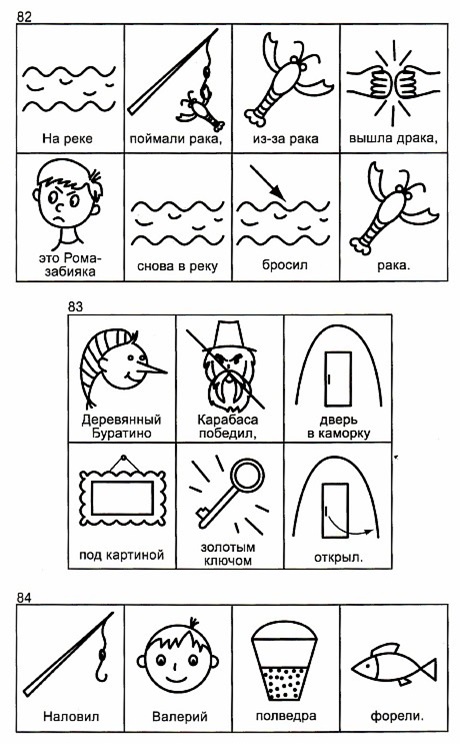 82
На реке
поймали рака,
из-за рака
вышла драка,
это Рома-
забияка
снова в реку
бросил
рака.
83
Деревянный
Буратино
Карабаса
победил,
дверь
в каморку
под картиной
золотым
ключом
открыл.
84
Наловил
Валерий
полведра
форели.